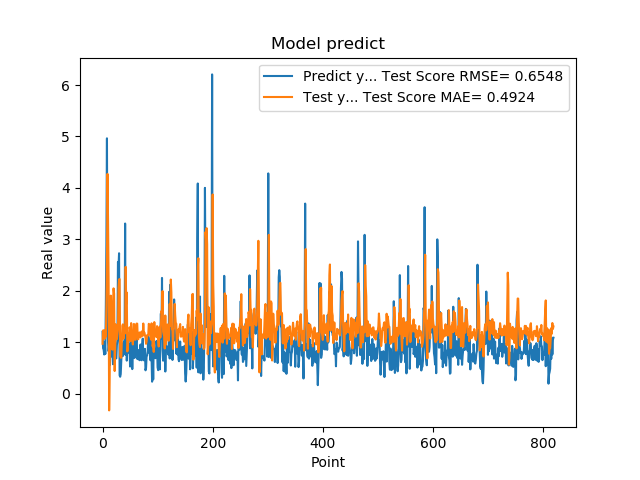 Model predict
Predict y... Test Score RMSE= 0.6548
Test y... Test Score MAE= 0.4924
Real value
6
5
4
3
2
1
0
0 200 400 600 800
Point